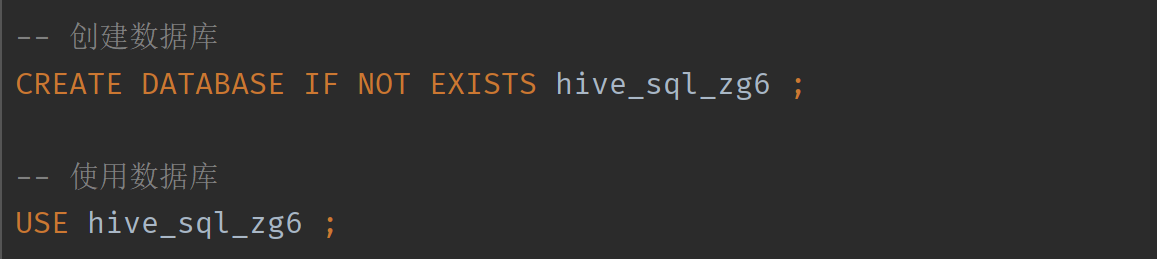 -- 创建数据库
CREATE DATABASE IF NOT EXISTS hive_sql_zg6 ;
-- 使用数据库
USE hive_sql_zg6 ;